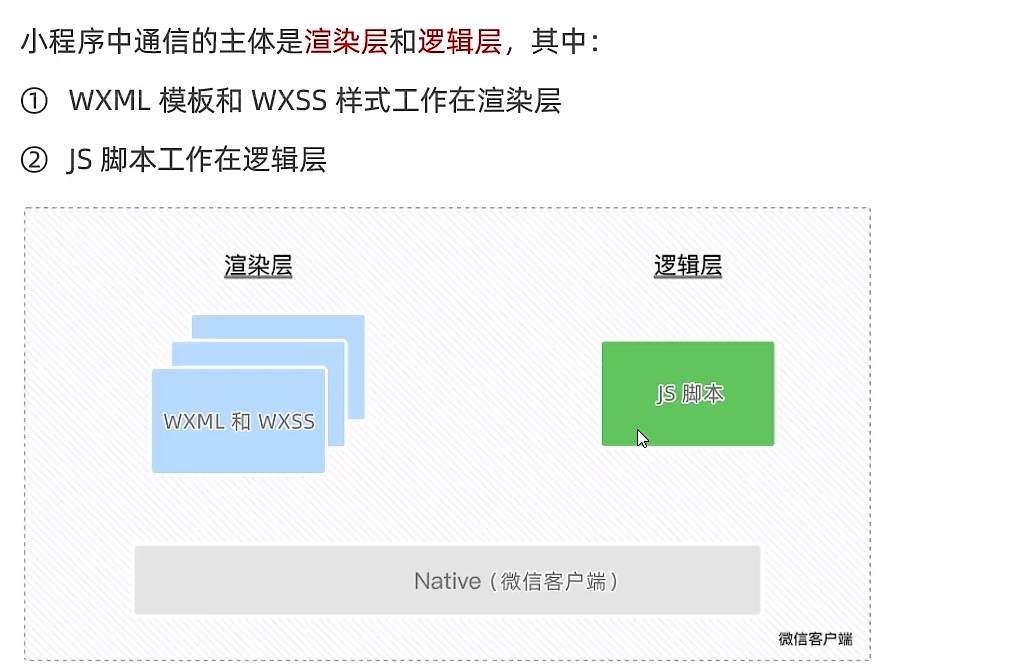 小程序中通信的主体是渲染层和逻辑层，其中：
① WXML 模板和 WXSS 样式工作在渲染层
② JS 脚本工作在逻辑层
渲染层
逻辑层
WXML 和 WXSS
JS 脚本
Native（微信客户端）
微信客户端